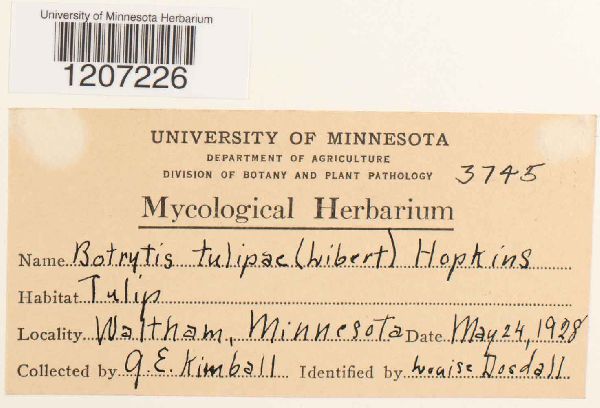 University of Minnesota Herbarium
1207226
UNIVERSITY OF MINNESOTA
DEPARTMENT OF AGRICULTURE
DIVISION OF BOTANY AND PLANT PATHOLOGY 3745
Mycological Herbarium
Name Botrytis tulipae (Libert) Hopkins
Habitat Tulip
Locality Waltham, Minnesota Date May 24, 1928
Collected by G.E. Kimball Identified by Louise Dosdall